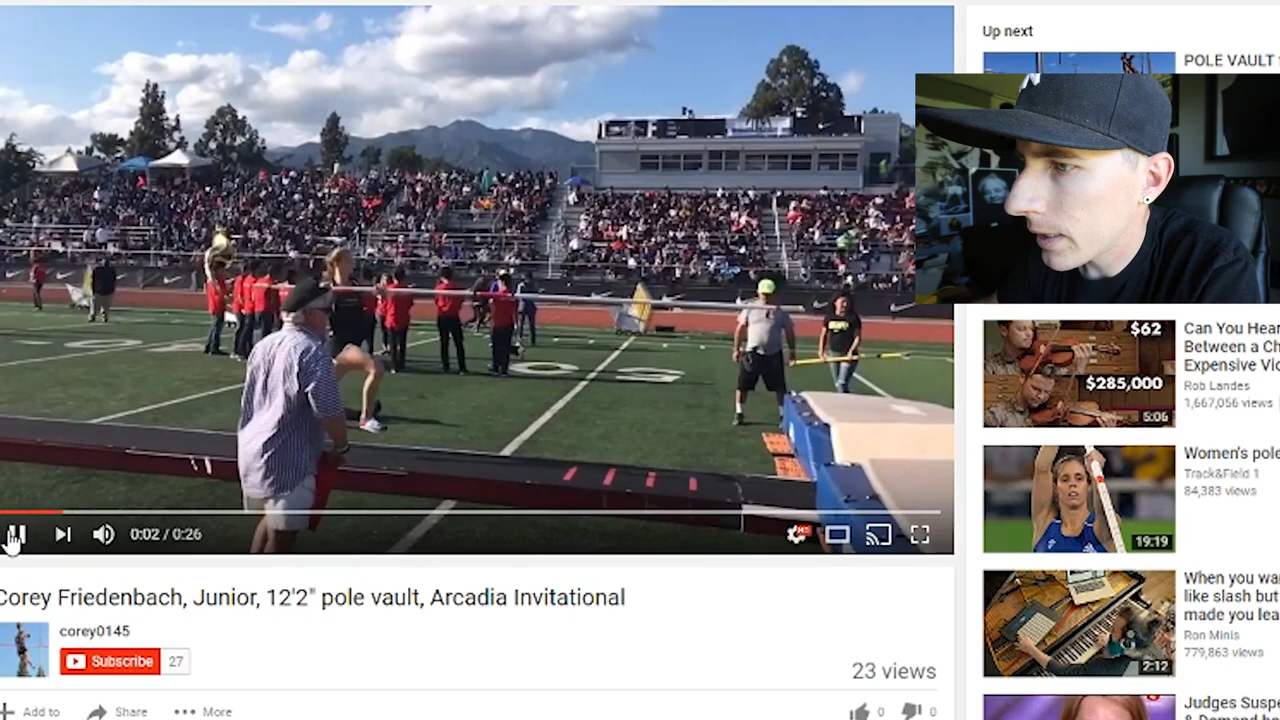 Up next
POLE VAULT
0:02 / 0:26
HD
Corey Friedenbach, Junior, 12'2" pole vault, Arcadia Invitational
corey0145
Subscribe 27
23 views
Add to Share More
0 0
$62
$285,000
5:06
Can You Hear
Between a Ch
Expensive Vio
Rob Landes
1,667,056 views
19:19
Women's pole
Track&Field 1
84,383 views
2:12
When you wa
like slash but
made you lea
Ron Minis
779,863 views
Judges Suspe
& Demand